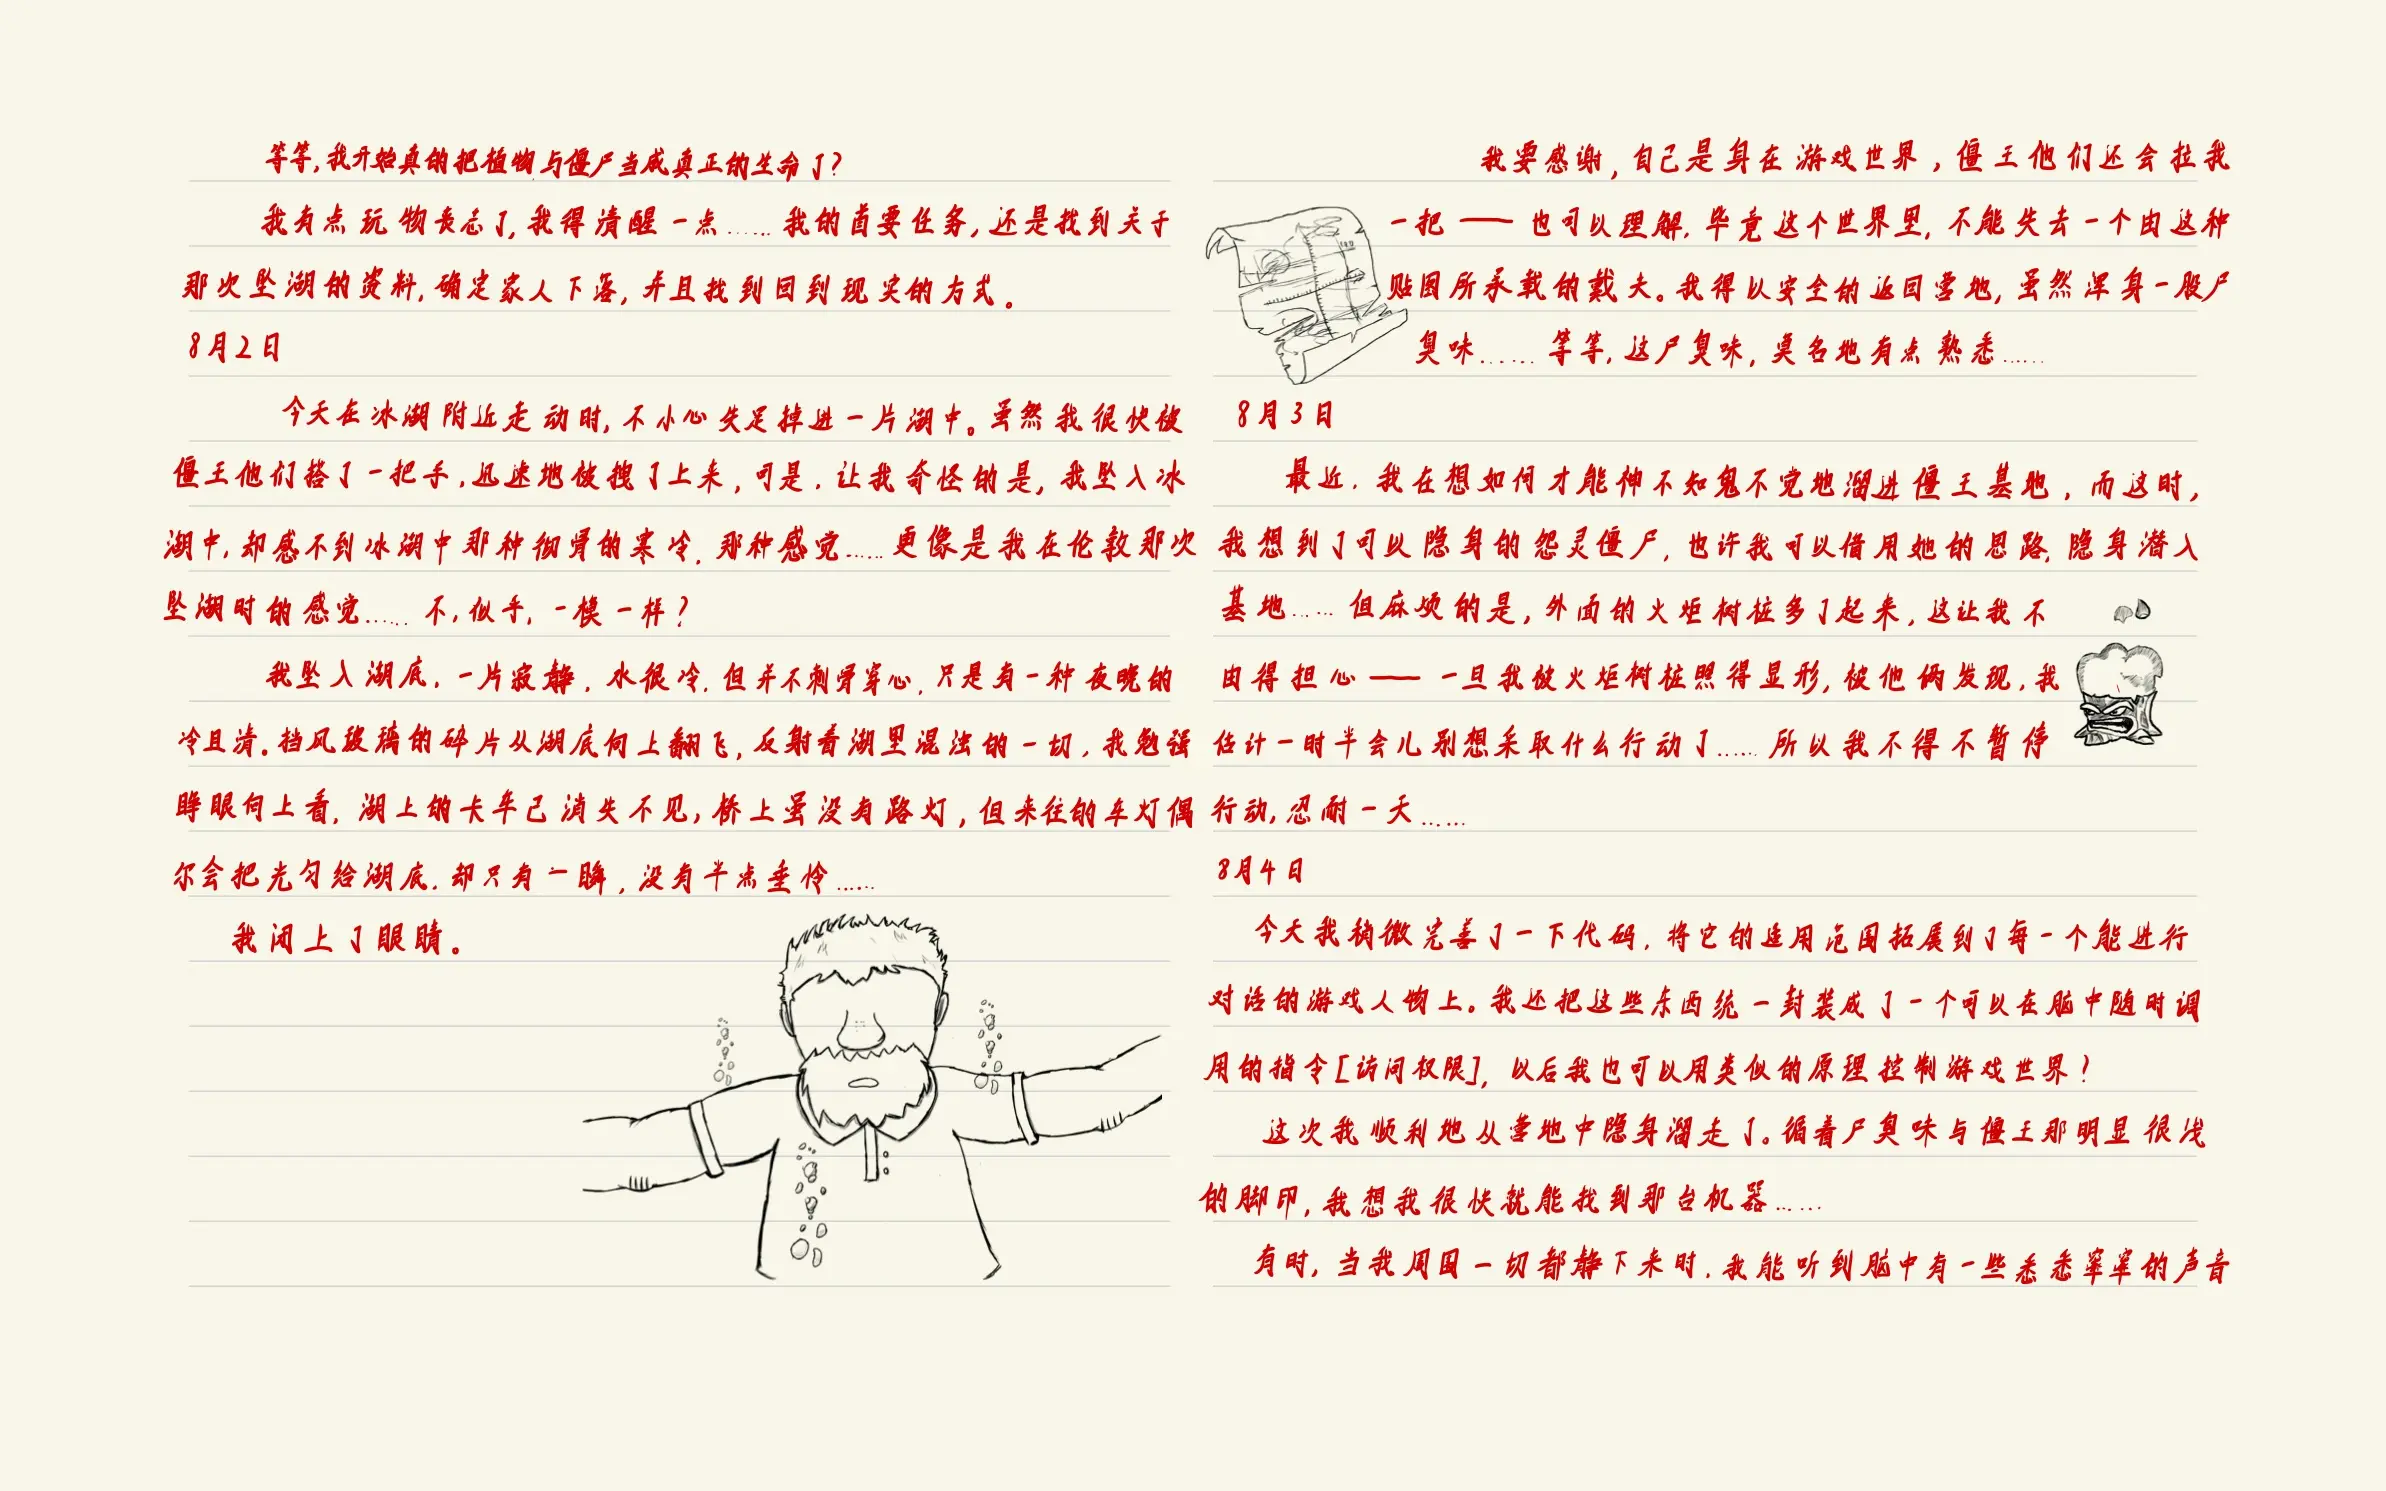 等等,我开始真的把植物与僵尸当成真正的生命了?
我有点玩物丧志了,我得清醒一点……我的首要任务,还是找到关于
那次坠湖的资料,确定家人下落,并且找到回到现实的方式。
8月2日
今天在冰湖附近走动时,不小心失足掉进一片湖中。虽然我很快被
僵王他们搭了一把手,迅速地被拽了上来,可是,让我奇怪的是,我坠入冰
湖中,却感不到冰湖中那种彻骨的寒冷,那种感觉……更像是我在伦敦那次
坠湖时的感觉……不,似乎,一模一样?
我坠入湖底,一片寂静,水很冷,但并不刺骨穿心,只是有一种夜晚的
冷且清。挡风玻璃的碎片从湖底向上翻飞,反射着湖里混浊的一切,我勉强
睁眼向上看,湖上的卡车已消失不见,桥上虽没有路灯,但来往的车灯偶
尔会把光匀给湖底,却只有一瞬,没有半点垂怜……
我闭上了眼睛。
我要感谢,自己是身在游戏世界,僵王他们还会拉我
一把——也可以理解,毕竟这个世界里,不能失去一个由这种
贴图所承载的戴夫。我得以安全的返回营地,虽然浑身一股尸
臭味……等等,这尸臭味,莫名地有点熟悉……
8月3日
最近,我在想如何才能神不知鬼不觉地溜进僵王基地,而这时,
我想到了可以隐身的怨灵僵尸,也许我可以借用她的思路,隐身潜入
基地……但麻烦的是,外面的火炬树桩多了起来,这让我不
由得担心——一旦我被火炬树桩照得显形,被他俩发现,我
估计一时半会儿别想采取什么行动了……所以我不得不暂停
行动,忍耐一天……
8月4日
今天我稍微完善了一下代码,将它的适用范围拓展到了每一个能进行
对话的游戏人物上。我还把这些东西统一封装成了一个可以在脑中随时调
用的指令[访问权限],以后我也可以用类似的原理控制游戏世界?
这次我顺利地从营地中隐身溜走了。循着尸臭味与僵王那明显很浅
的脚印,我想我很快就能找到那台机器……
有时,当我周围一切都静下来时,我能听到脑中有一些悉悉窣窣的声音